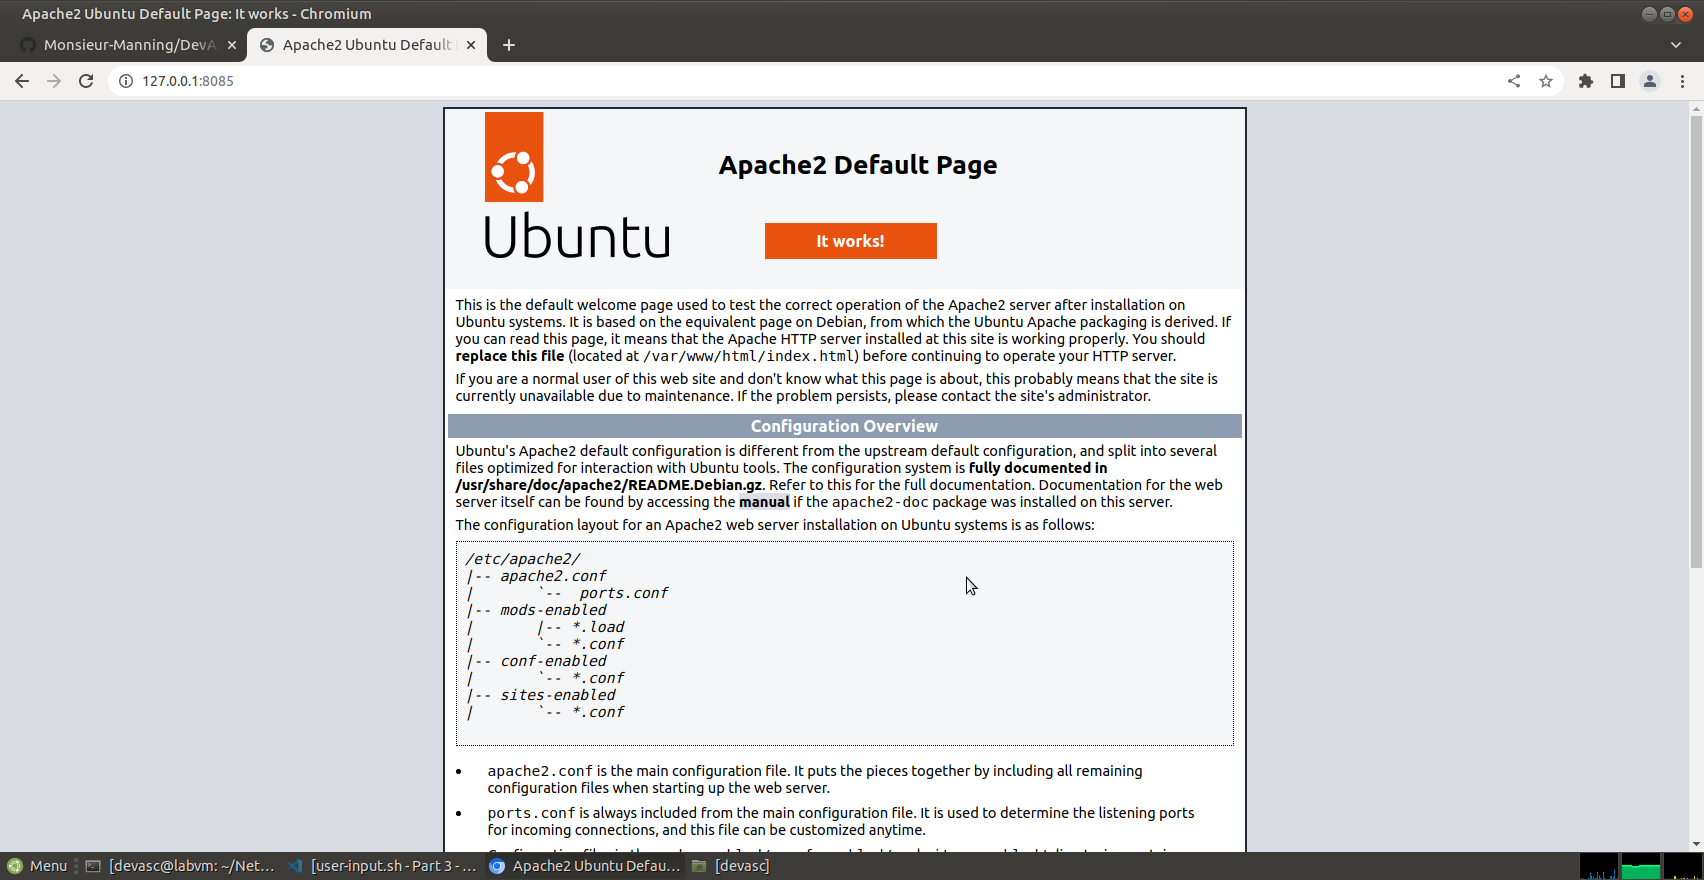 Apache2 Ubuntu Default Page: It works - Chromium
Monsieur-Manning/DevA
Apache2 Ubuntu Default
127.0.0.1:8085
Apache2 Default Page
Ubuntu
It works!
This is the default welcome page used to test the correct operation of the Apache2 server after installation on
Ubuntu systems. It is based on the equivalent page on Debian, from which the Ubuntu Apache packaging is derived. If
you can read this page, it means that the Apache HTTP server installed at this site is working properly. You should
replace this file (located at /var/www/html/index.html) before continuing to operate your HTTP server.
If you are a normal user of this web site and don't know what this page is about, this probably means that the site is
currently unavailable due to maintenance. If the problem persists, please contact the site's administrator.
Configuration Overview
Ubuntu's Apache2 default configuration is different from the upstream default configuration, and split into several
files optimized for interaction with Ubuntu tools. The configuration system is fully documented in
/usr/share/doc/apache2/README.Debian.gz. Refer to this for the full documentation. Documentation for the web
server itself can be found by accessing the manual if the apache2-doc package was installed on this server.
The configuration layout for an Apache2 web server installation on Ubuntu systems is as follows:
/etc/apache2/
|-- apache2.conf
|       `--  ports.conf
|-- mods-enabled
|       |-- *.load
|       `-- *.conf
|-- conf-enabled
|       `-- *.conf
|-- sites-enabled
|       `-- *.conf
• apache2.conf is the main configuration file. It puts the pieces together by including all remaining
configuration files when starting up the web server.
• ports.conf is always included from the main configuration file. It is used to determine the listening ports
for incoming connections, and this file can be customized anytime.
Menu [devasc@labvm: ~/Net... [user-input.sh - Part 3 - ... Apache2 Ubuntu Defau... [devasc]